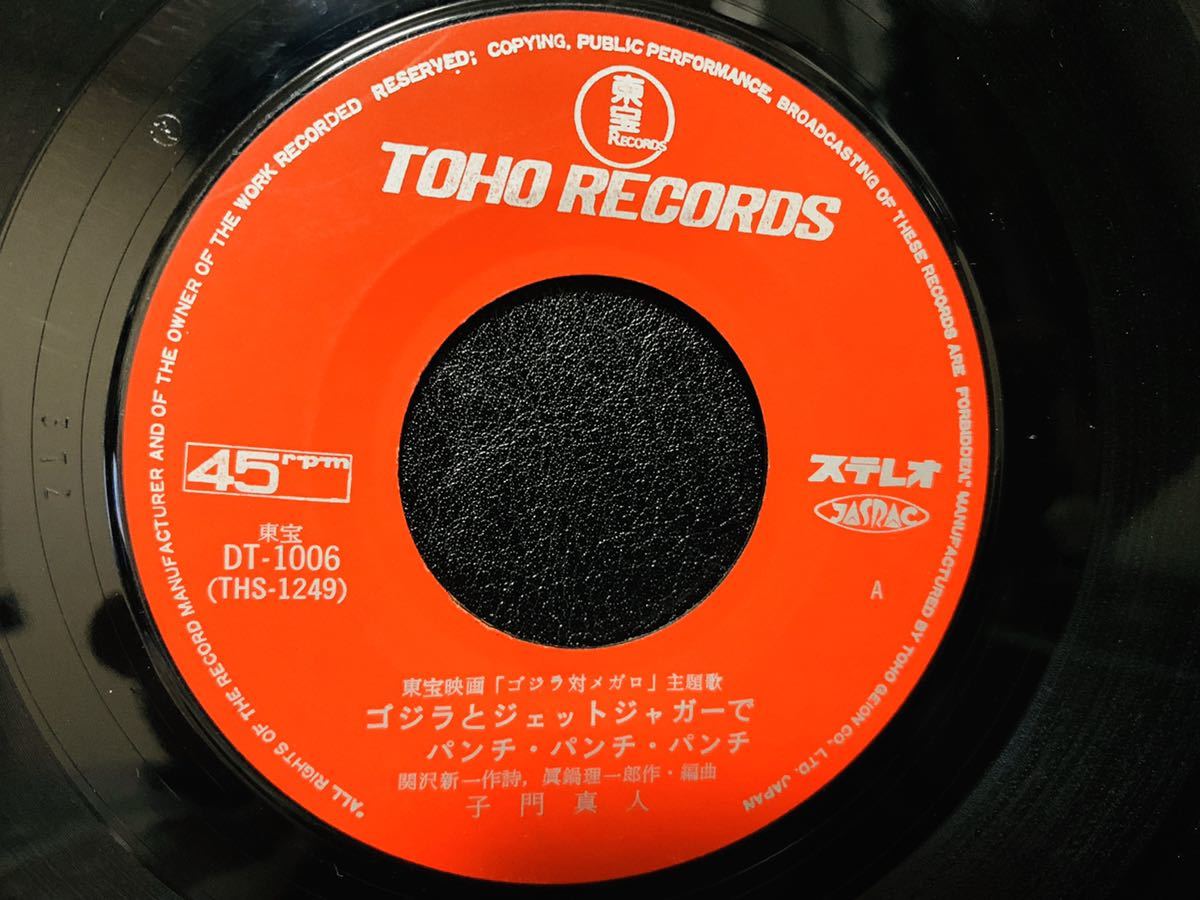 "ALL RIGHTS OF THE RECORD MANUFACTURER AND OF THE OWNER OF THE WORK RECORDED RESERVED; COPYING, PUBLIC PERFORMANCE, BROADCASTING OF THESE RECORDS ARE FORBIDDEN" MANUFACTURED BY TOHO GEION CO., LTD. JAPAN
東宝
RECORDS
TOHO RECORDS
45rpm
ステレオ
JASRAC
東宝
DT-1006
(THS-1249)
A
東宝映画「ゴジラ対メガロ」主題歌
ゴジラとジェットジャガーで
パンチ・パンチ・パンチ
関沢新一作詩, 眞鍋理一郎作・編曲
子門真人